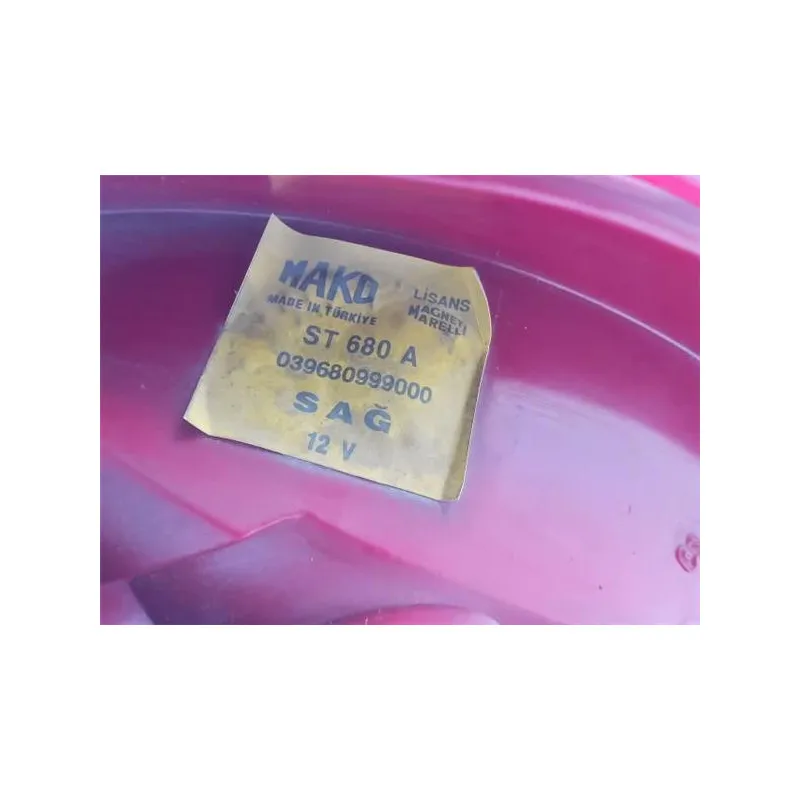 MAKO
MADE IN TÜRKİYE
LİSANS
MAGNETI
MARELLI
ST 680 A
039680999000
SAĞ
12 V